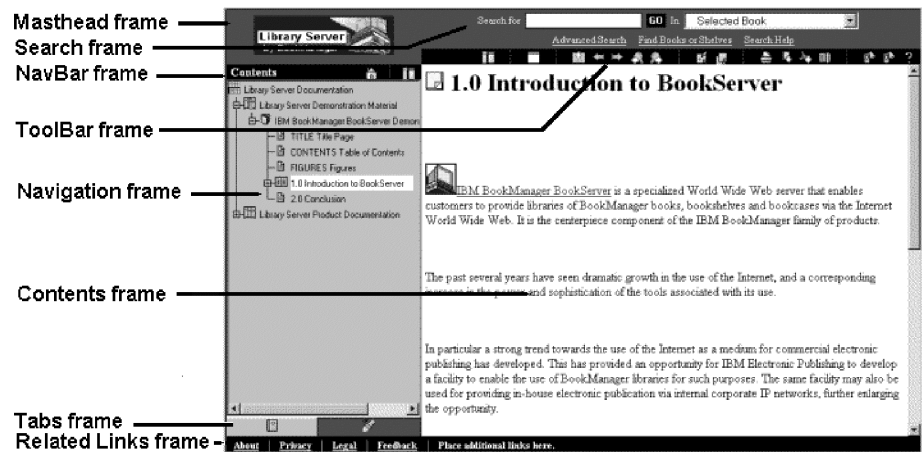 Masthead frame
Search frame
NavBar frame
ToolBar frame
Navigation frame
Contents frame
Tabs frame
Related Links frame
Library Server
Search for GO In Selected Book
Advanced Search Find Books or Shelves Search Help
Contents
Library Server Documentation
Library Server Demonstration Material
IBM BookManager BookServer Demon
TITLE Title Page
CONTENTS Table of Contents
FIGURES Figures
1.0 Introduction to BookServer
2.0 Conclusion
Library Server Product Documentation
?
1.0 Introduction to BookServer
IBM BookManager BookServer is a specialized World Wide Web server that enables
customers to provide libraries of BookManager books, bookshelves and bookcases via the Internet
World Wide Web. It is the centerpiece component of the IBM BookManager family of products.
The past several years have seen dramatic growth in the use of the Internet, and a corresponding
increase in the power and sophistication of the tools associated with its use.
In particular a strong trend towards the use of the Internet as a medium for commercial electronic
publishing has developed. This has provided an opportunity for IBM Electronic Publishing to develop
a facility to enable the use of BookManager libraries for such purposes. The same facility may also be
used for providing in-house electronic publication via internal corporate IP networks, further enlarging
the opportunity.
About | Privacy | Legal | Feedback | Place additional links here.